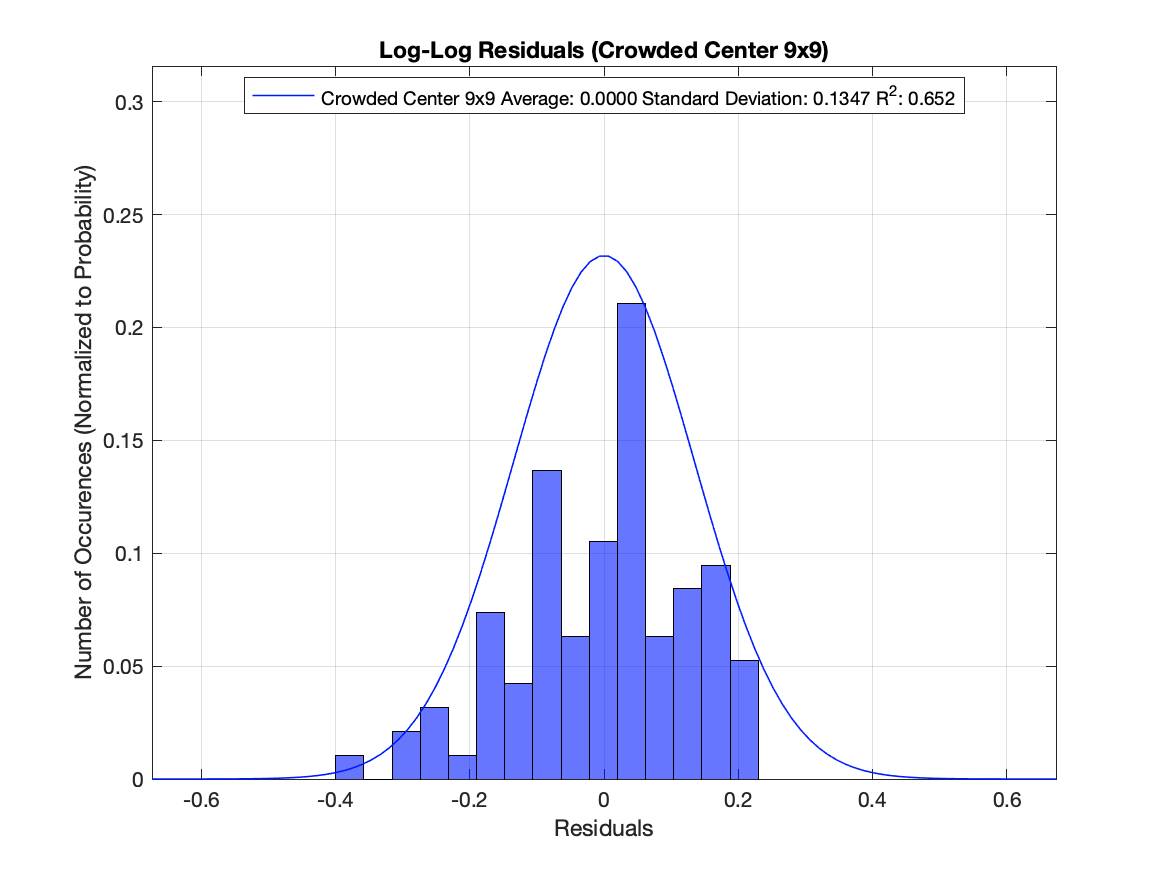 Log-Log Residuals (Crowded Center 9x9)
Crowded Center 9x9 Average: 0.0000 Standard Deviation: 0.1347 R²: 0.652
Number of Occurences (Normalized to Probability)
0.3
0.25
0.2
0.15
0.1
0.05
0
-0.6 -0.4 -0.2 0 0.2 0.4 0.6
Residuals